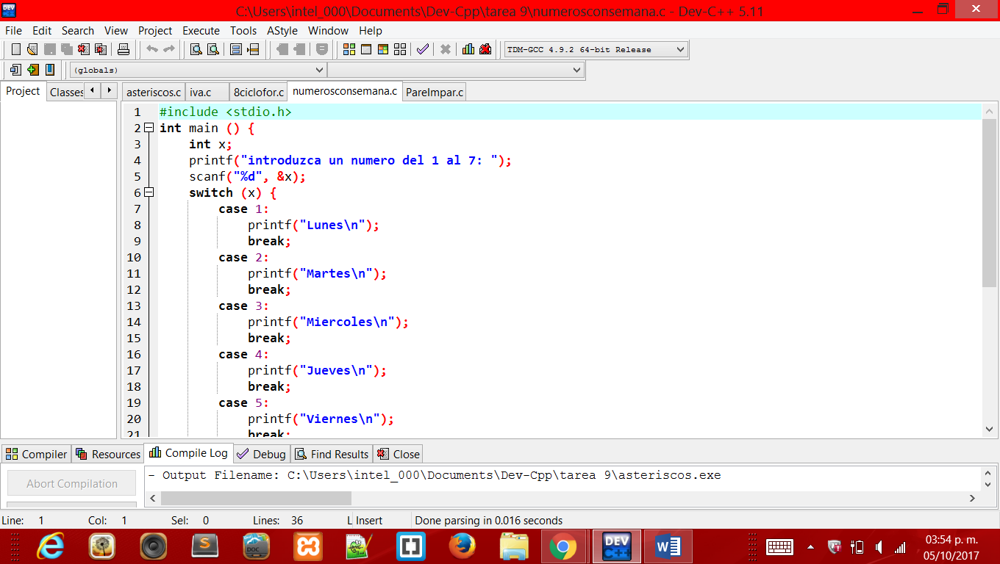 C:\Users\intel_000\Documents\Dev-Cpp\tarea 9\numerosconsemana.c - Dev-C++ 5.11
File Edit Search View Project Execute Tools AStyle Window Help
TDM-GCC 4.9.2 64-bit Release
(globals)
Project Classes asteriscos.c iva.c 8ciclofor.c numerosconsemana.c PareImpar.c
1 #include <stdio.h>
2 int main () {
3 int x;
4 printf("introduzca un numero del 1 al 7: ");
5 scanf("%d", &x);
6 switch (x) {
7 case 1:
8 printf("Lunes\n");
9 break;
10 case 2:
11 printf("Martes\n");
12 break;
13 case 3:
14 printf("Miercoles\n");
15 break;
16 case 4:
17 printf("Jueves\n");
18 break;
19 case 5:
20 printf("Viernes\n");
21 break;
Compiler Resources Compile Log Debug Find Results Close
Abort Compilation
- Output Filename: C:\Users\intel_000\Documents\Dev-Cpp\tarea 9\asteriscos.exe
Line: 1 Col: 1 Sel: 0 Lines: 36 L Insert Done parsing in 0.016 seconds
DEV C++
03:54 p. m.
05/10/2017